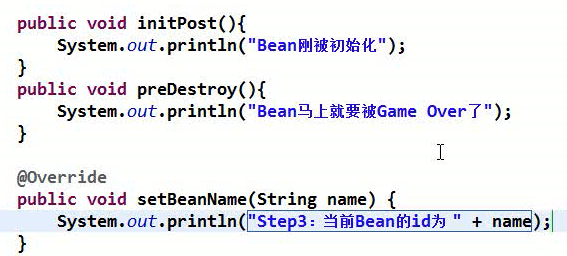 public void initPost(){
System.out.println("Bean刚被初始化");
}
public void preDestroy(){
System.out.println("Bean马上就要被Game Over了");
}
@Override
public void setBeanName(String name) {
System.out.println("Step3：当前Bean的id为 " + name);
}